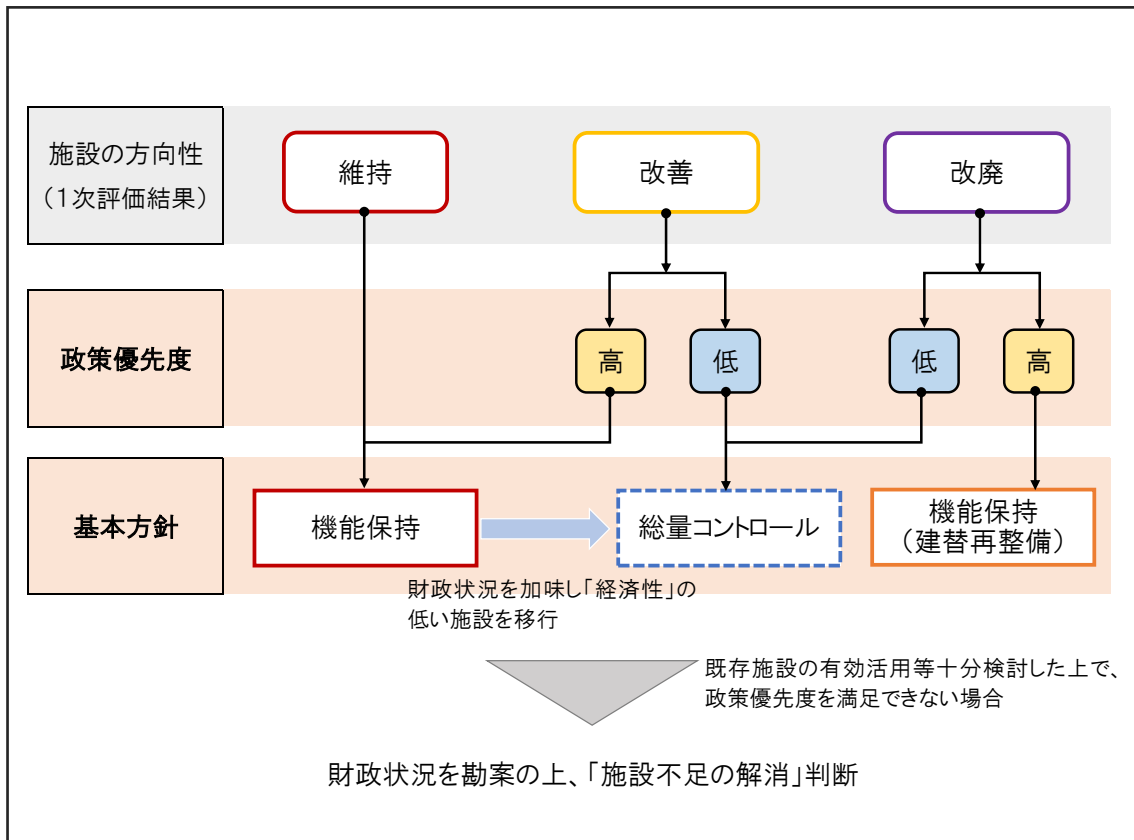 施設の方向性
（1次評価結果）
維持
改善
改廃
政策優先度
高
低
低
高
基本方針
機能保持
総量コントロール
機能保持
（建替再整備）
財政状況を加味し「経済性」の
低い施設を移行
既存施設の有効活用等十分検討した上で、
政策優先度を満足できない場合
財政状況を勘案の上、「施設不足の解消」判断